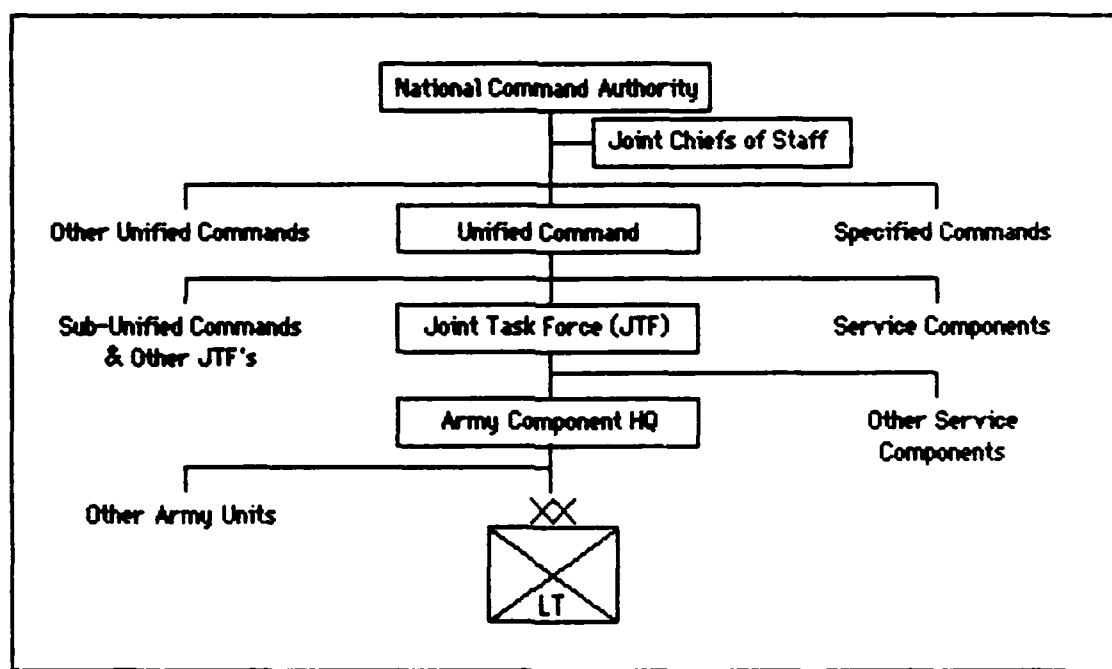 National Command Authority
Joint Chiefs of Staff
Other Unified Commands
Unified Command
Specified Commands
Sub-Unified Commands
& Other JTF's
Joint Task Force (JTF)
Service Components
Army Component HQ
Other Service
Components
Other Army Units
XX
LT